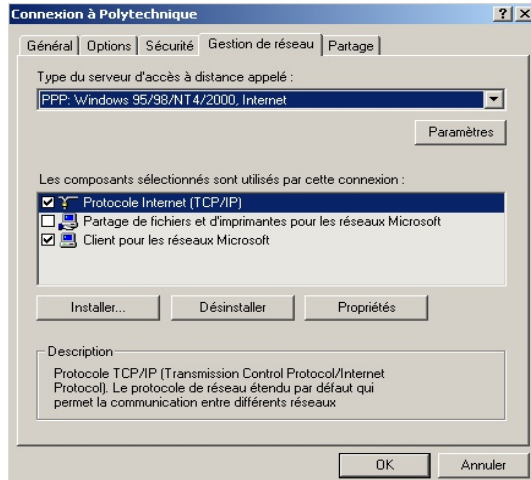 Connexion à Polytechnique
Général Options Sécurité Gestion de réseau Partage
Type du serveur d'accès à distance appelé :
PPP: Windows 95/98/NT4/2000, Internet
Paramètres
Les composants sélectionnés sont utilisés par cette connexion :
Protocole Internet (TCP/IP)
Partage de fichiers et d'imprimantes pour les réseaux Microsoft
Client pour les réseaux Microsoft
Installer... Désinstaller Propriétés
Description
Protocole TCP/IP (Transmission Control Protocol/Internet
Protocol). Le protocole de réseau étendu par défaut qui
permet la communication entre différents réseaux
OK Annuler